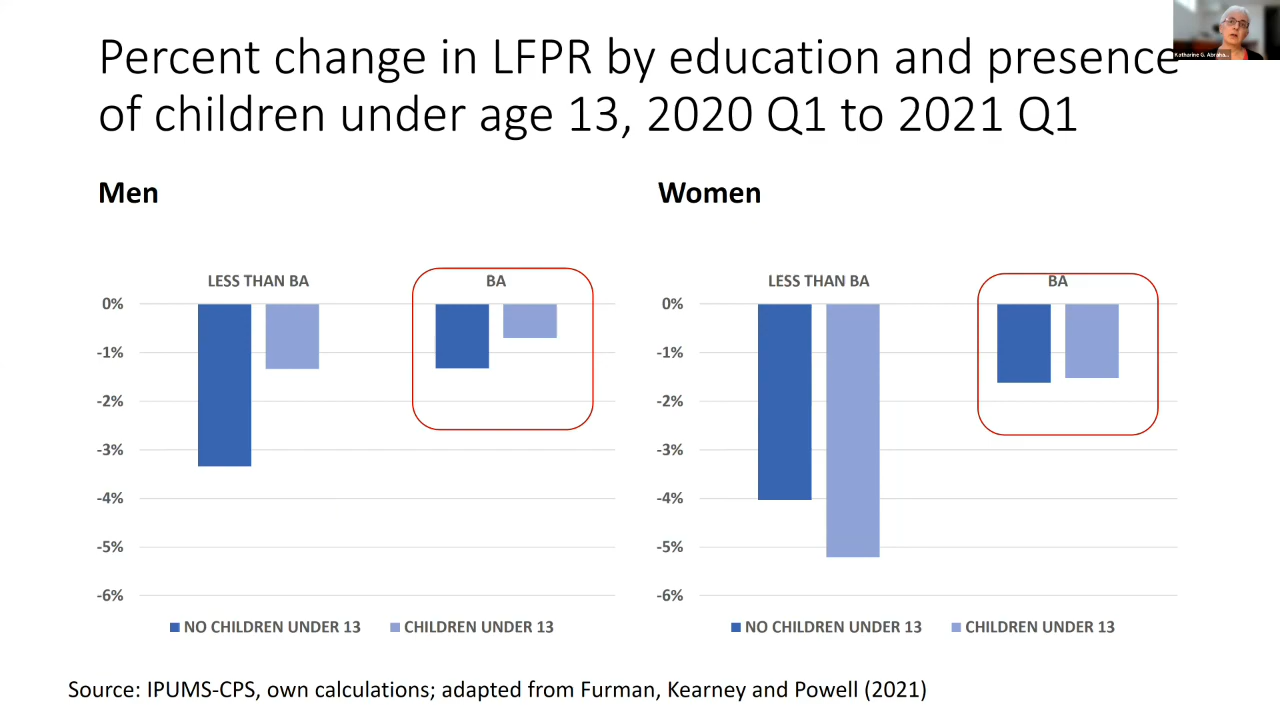 Percent change in LFPR by education and presence
of children under age 13, 2020 Q1 to 2021 Q1
Katharine G. Abraha...
Men
LESS THAN BA
BA
0%
-1%
-2%
-3%
-4%
-5%
-6%
NO CHILDREN UNDER 13
CHILDREN UNDER 13
Women
LESS THAN BA
BA
0%
-1%
-2%
-3%
-4%
-5%
-6%
NO CHILDREN UNDER 13
CHILDREN UNDER 13
Source: IPUMS-CPS, own calculations; adapted from Furman, Kearney and Powell (2021)